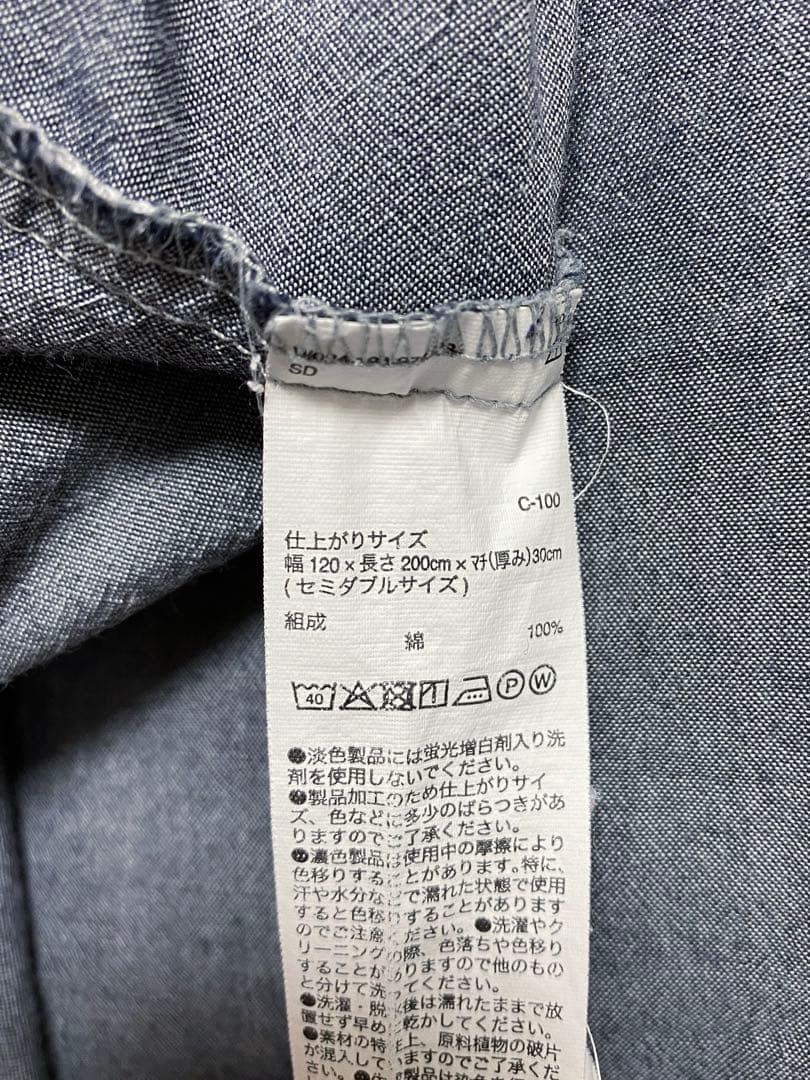 SD
C-100
仕上がりサイズ
幅 120 × 長さ 200cm × マチ(厚み)30cm
(セミダブルサイズ)
組成
綿 100%
40 P W
●淡色製品には蛍光増白剤入り洗
剤を使用しないでください。
●製品加工のため仕上がりサイ
ズ、色などに多少のばらつきがあ
りますのでご了承ください。
●濃色製品は使用中の摩擦により
色移りすることがあります。特に、
汗や水分などで濡れた状態で使用
すると色移りすることがあります
のでご注意ください。●洗濯やク
リーニングの際、色落ちや色移り
することがありますので他のもの
と分けて洗ってください。
●洗濯・脱水後は濡れたままで放
置せず早めに乾かしてください。
●素材の特性上、原料植物の破片
が混入して いますのでご了承くだ
さい。